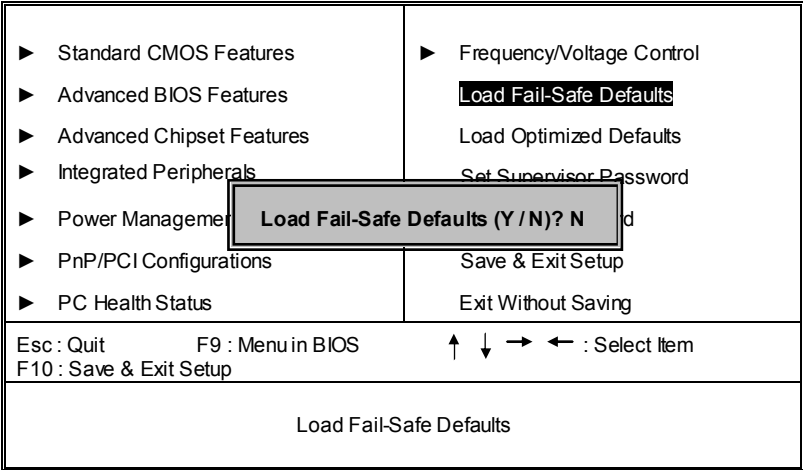 ► Standard CMOS Features
► Advanced BIOS Features
► Advanced Chipset Features
► Integrated Peripherals
► Power Managemen
► PnP/PCI Configurations
► PC Health Status
► Frequency/Voltage Control
Load Fail-Safe Defaults
Load Optimized Defaults
Set Supervisor Password
d
Save & Exit Setup
Exit Without Saving
Load Fail-Safe Defaults (Y / N)? N
Esc : Quit F9 : Menu in BIOS ↑ ↓ → ← : Select Item
F10 : Save & Exit Setup
Load Fail-Safe Defaults